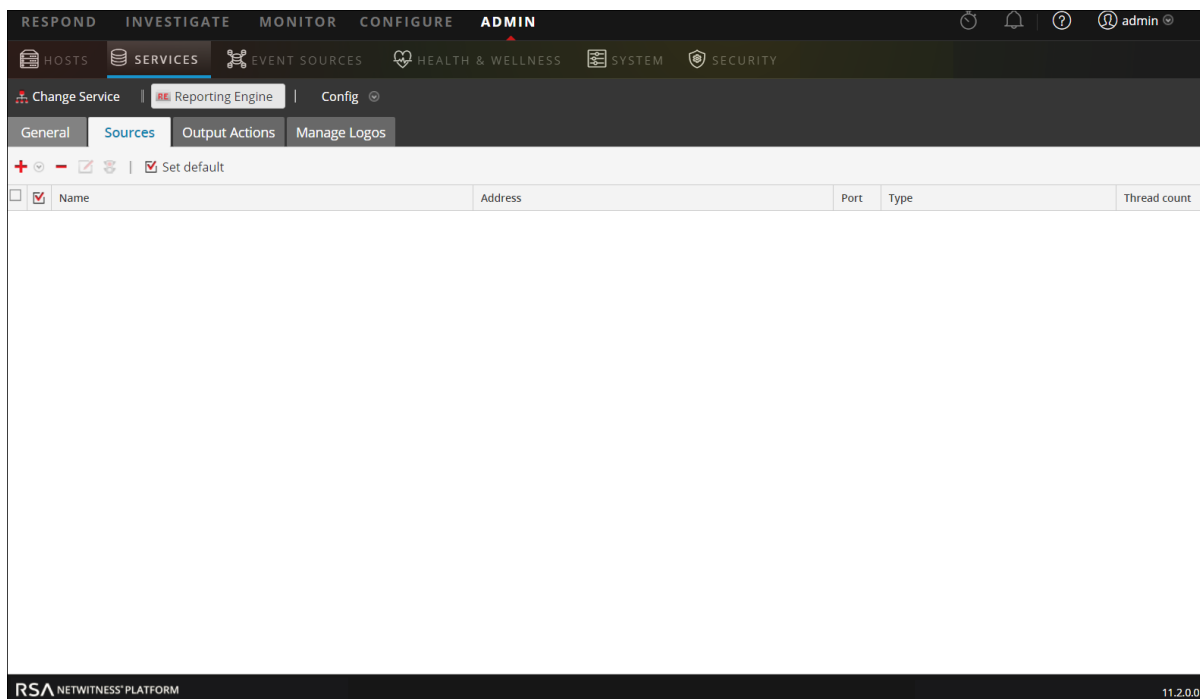 RESPOND INVESTIGATE MONITOR CONFIGURE ADMIN admin
HOSTS SERVICES EVENT SOURCES HEALTH & WELLNESS SYSTEM SECURITY
Change Service | RE Reporting Engine | Config
General Sources Output Actions Manage Logos
Set default
Name Address Port Type Thread count
RSA NETWITNESS® PLATFORM 11.2.0.0